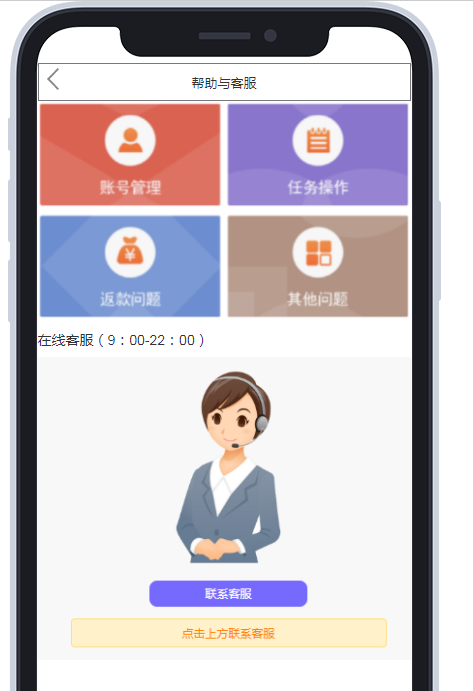 帮助与客服
账号管理
任务操作
¥
返款问题
其他问题
在线客服（9：00-22：00）
联系客服
点击上方联系客服